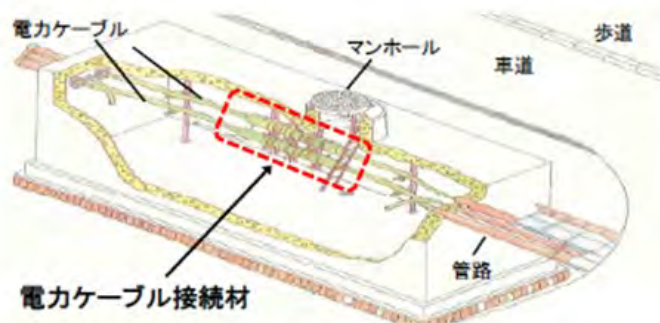 電力ケーブル
マンホール
歩道
車道
管路
電力ケーブル接続材